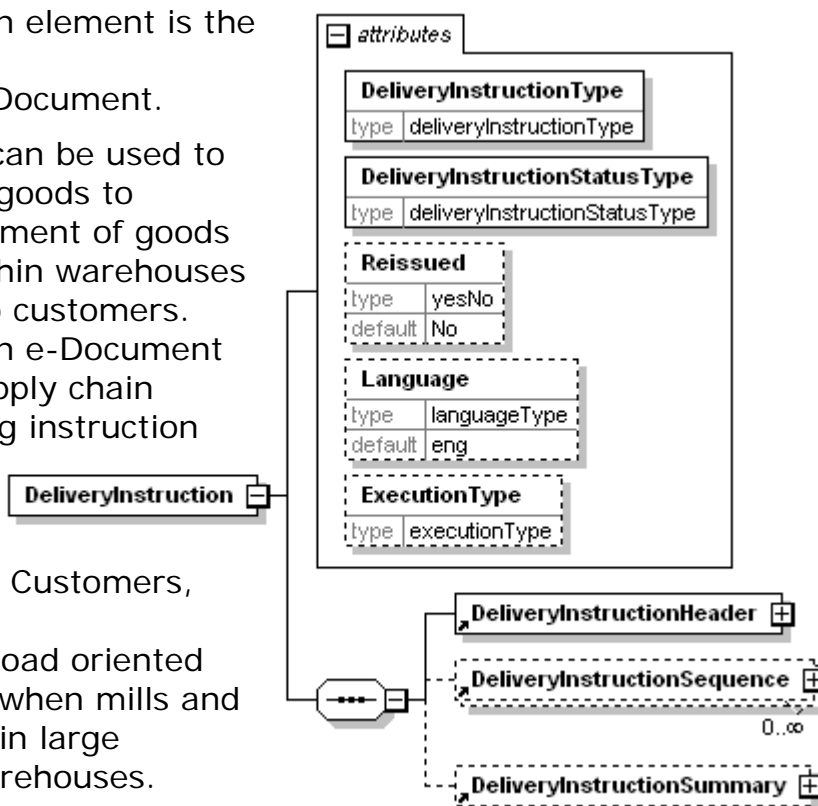 n element is the
Document.
can be used to
goods to
ment of goods
hin warehouses
o customers.
n e-Document
pply chain
g instruction
Customers,
oad oriented
when mills and
in large
rehouses.
DeliveryInstruction
attributes
DeliveryInstructionType
type deliveryInstructionType
DeliveryInstructionStatusType
type deliveryInstructionStatusType
Reissued
type yesNo
default No
Language
type languageType
default eng
ExecutionType
type executionType
DeliveryInstructionHeader
DeliveryInstructionSequence
0..∞
DeliveryInstructionSummary